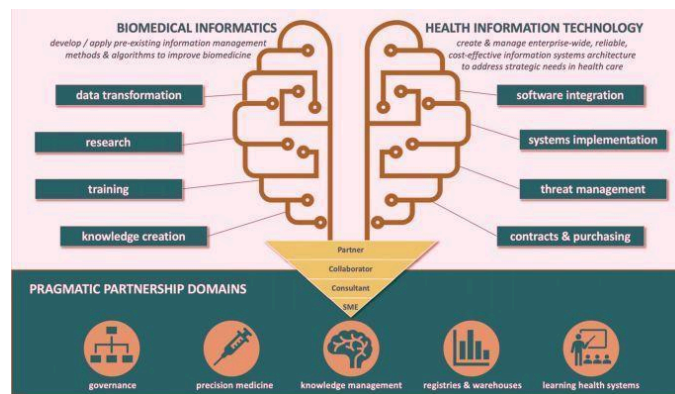 BIOMEDICAL INFORMATICS
develop / apply pre-existing information management
methods & algorithms to improve biomedicine
data transformation
research
training
knowledge creation
HEALTH INFORMATION TECHNOLOGY
create & manage enterprise-wide, reliable,
cost-effective information systems architecture
to address strategic needs in health care
software integration
systems implementation
threat management
contracts & purchasing
Partner
Collaborator
Consultant
SME
PRAGMATIC PARTNERSHIP DOMAINS
governance
precision medicine
knowledge management
registries & warehouses
learning health systems